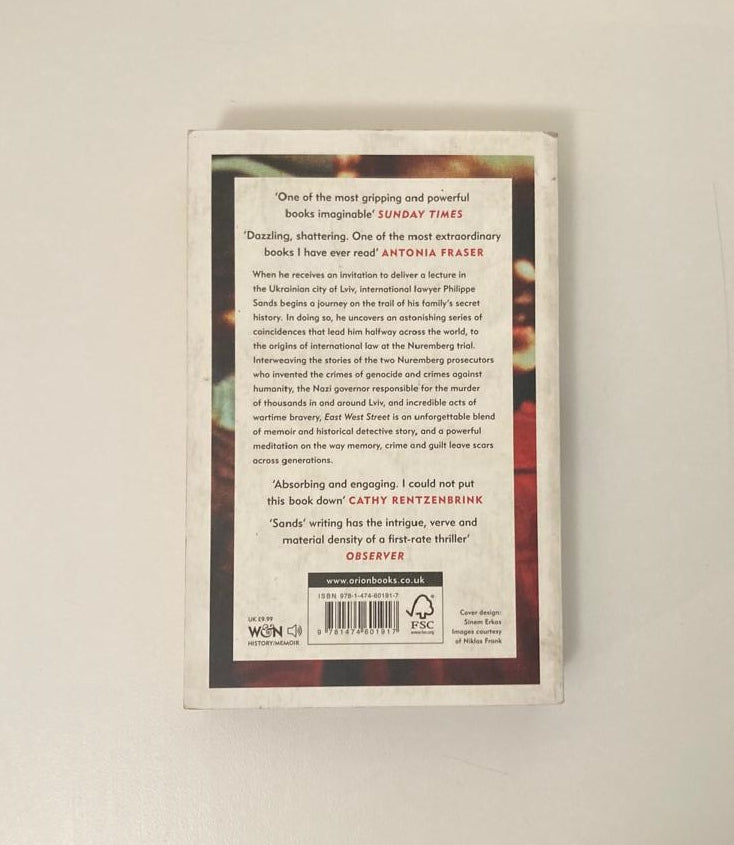 ‘One of the most gripping and powerful
books imaginable’ SUNDAY TIMES
‘Dazzling, shattering. One of the most extraordinary
books I have ever read’ ANTONIA FRASER
When he receives an invitation to deliver a lecture in
the Ukrainian city of Lviv, international lawyer Philippe
Sands begins a journey on the trail of his family’s secret
history. In doing so, he uncovers an astonishing series of
coincidences that lead him halfway across the world, to
the origins of international law at the Nuremberg trial.
Interweaving the stories of the two Nuremberg prosecutors
who invented the crimes of genocide and crimes against
humanity, the Nazi governor responsible for the murder
of thousands in and around Lviv, and incredible acts of
wartime bravery, East West Street is an unforgettable blend
of memoir and historical detective story, and a powerful
meditation on the way memory, crime and guilt leave scars
across generations.
‘Absorbing and engaging. I could not put
this book down’ CATHY RENTZENBRINK
‘Sands’ writing has the intrigue, verve and
material density of a first-rate thriller’
OBSERVER
www.orionbooks.co.uk
ISBN 978-1-474-60191-7
9 781474 601917
FSC
www.fsc.org
UK £9.99
W&N
HISTORY/MEMOIR
Cover design:
Sinem Erkas
Images courtesy
of Niklas Frank